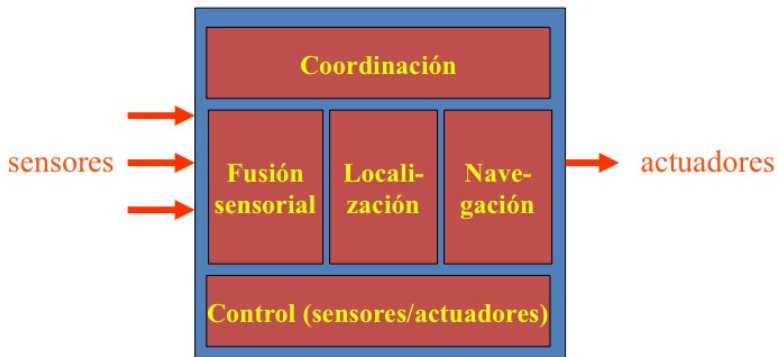 Coordinación
sensores
Fusión
sensorial
Locali-
zación
Nave-
gación
actuadores
Control (sensores/actuadores)